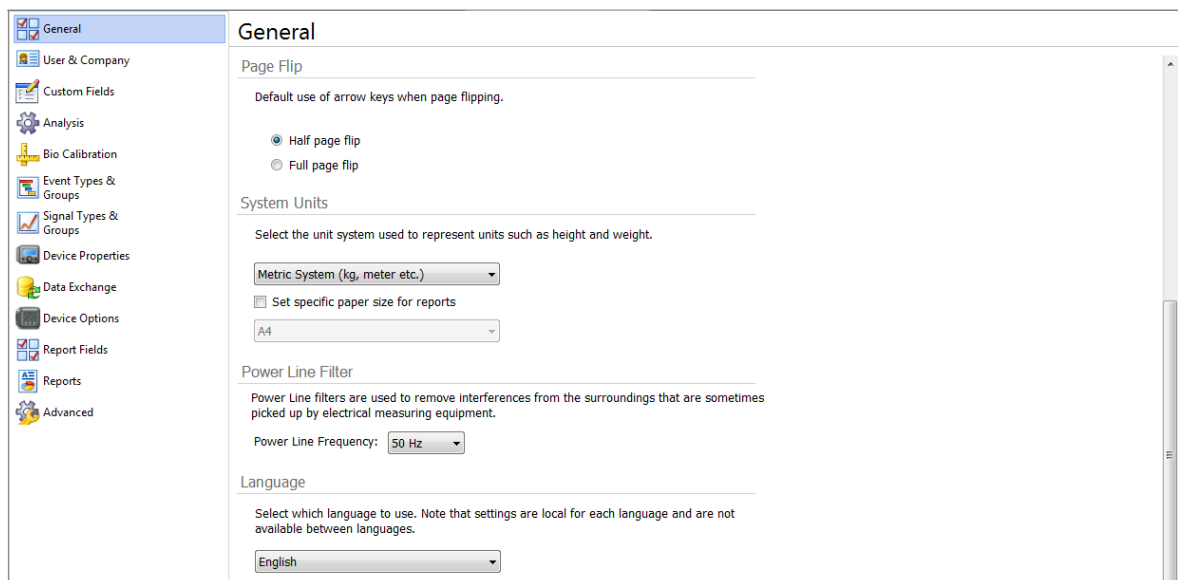 General
User & Company
Custom Fields
Analysis
Bio Calibration
Event Types &
Groups
Signal Types &
Groups
Device Properties
Data Exchange
Device Options
Report Fields
Reports
Advanced
General
Page Flip
Default use of arrow keys when page flipping.
Half page flip
Full page flip
System Units
Select the unit system used to represent units such as height and weight.
Metric System (kg, meter etc.)
Set specific paper size for reports
A4
Power Line Filter
Power Line filters are used to remove interferences from the surroundings that are sometimes
picked up by electrical measuring equipment.
Power Line Frequency: 50 Hz
Language
Select which language to use. Note that settings are local for each language and are not
available between languages.
English